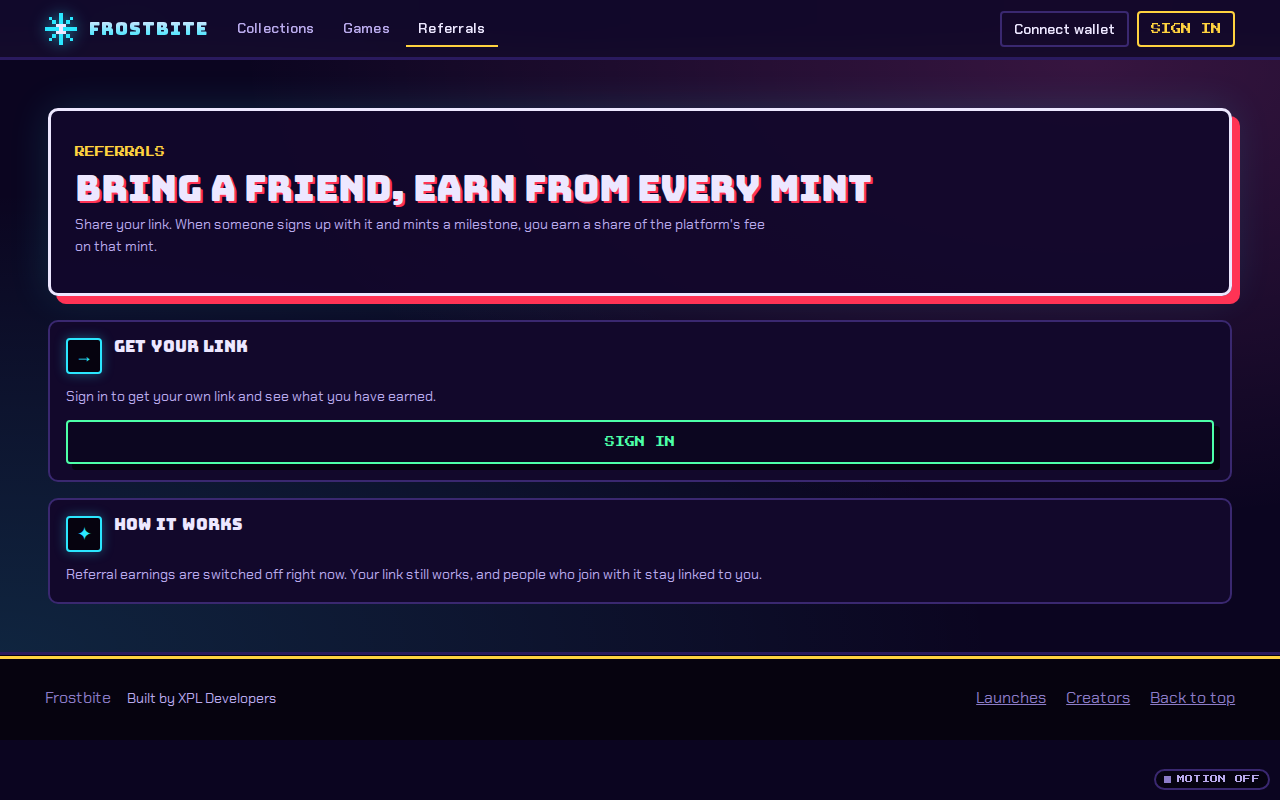 FROSTBITE
Collections
Games
Referrals
Connect wallet
SIGN IN
REFERRALS
BRING A FRIEND, EARN FROM EVERY MINT
Share your link. When someone signs up with it and mints a milestone, you earn a share of the platform's fee
on that mint.
→
GET YOUR LINK
Sign in to get your own link and see what you have earned.
SIGN IN
✦
HOW IT WORKS
Referral earnings are switched off right now. Your link still works, and people who join with it stay linked to you.
Frostbite
Built by XPL Developers
Launches
Creators
Back to top
MOTION OFF